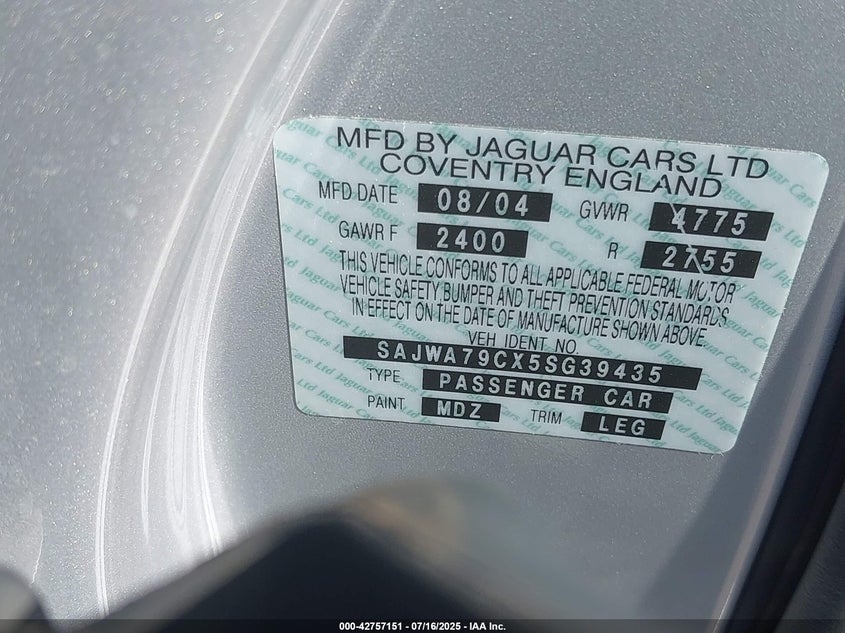 MFD BY JAGUAR CARS LTD
COVENTRY ENGLAND
MFD DATE 08/04 GVWR 4775
GAWR F 2400 R 2755
THIS VEHICLE CONFORMS TO ALL APPLICABLE FEDERAL MOTOR
VEHICLE SAFETY, BUMPER AND THEFT PREVENTION STANDARDS
IN EFFECT ON THE DATE OF MANUFACTURE SHOWN ABOVE.
VEH IDENT NO.
SAJWA79CX5SG39435
TYPE PASSENGER CAR
PAINT MDZ TRIM LEG
000-42757151 - 07/16/2025 - IAA Inc.